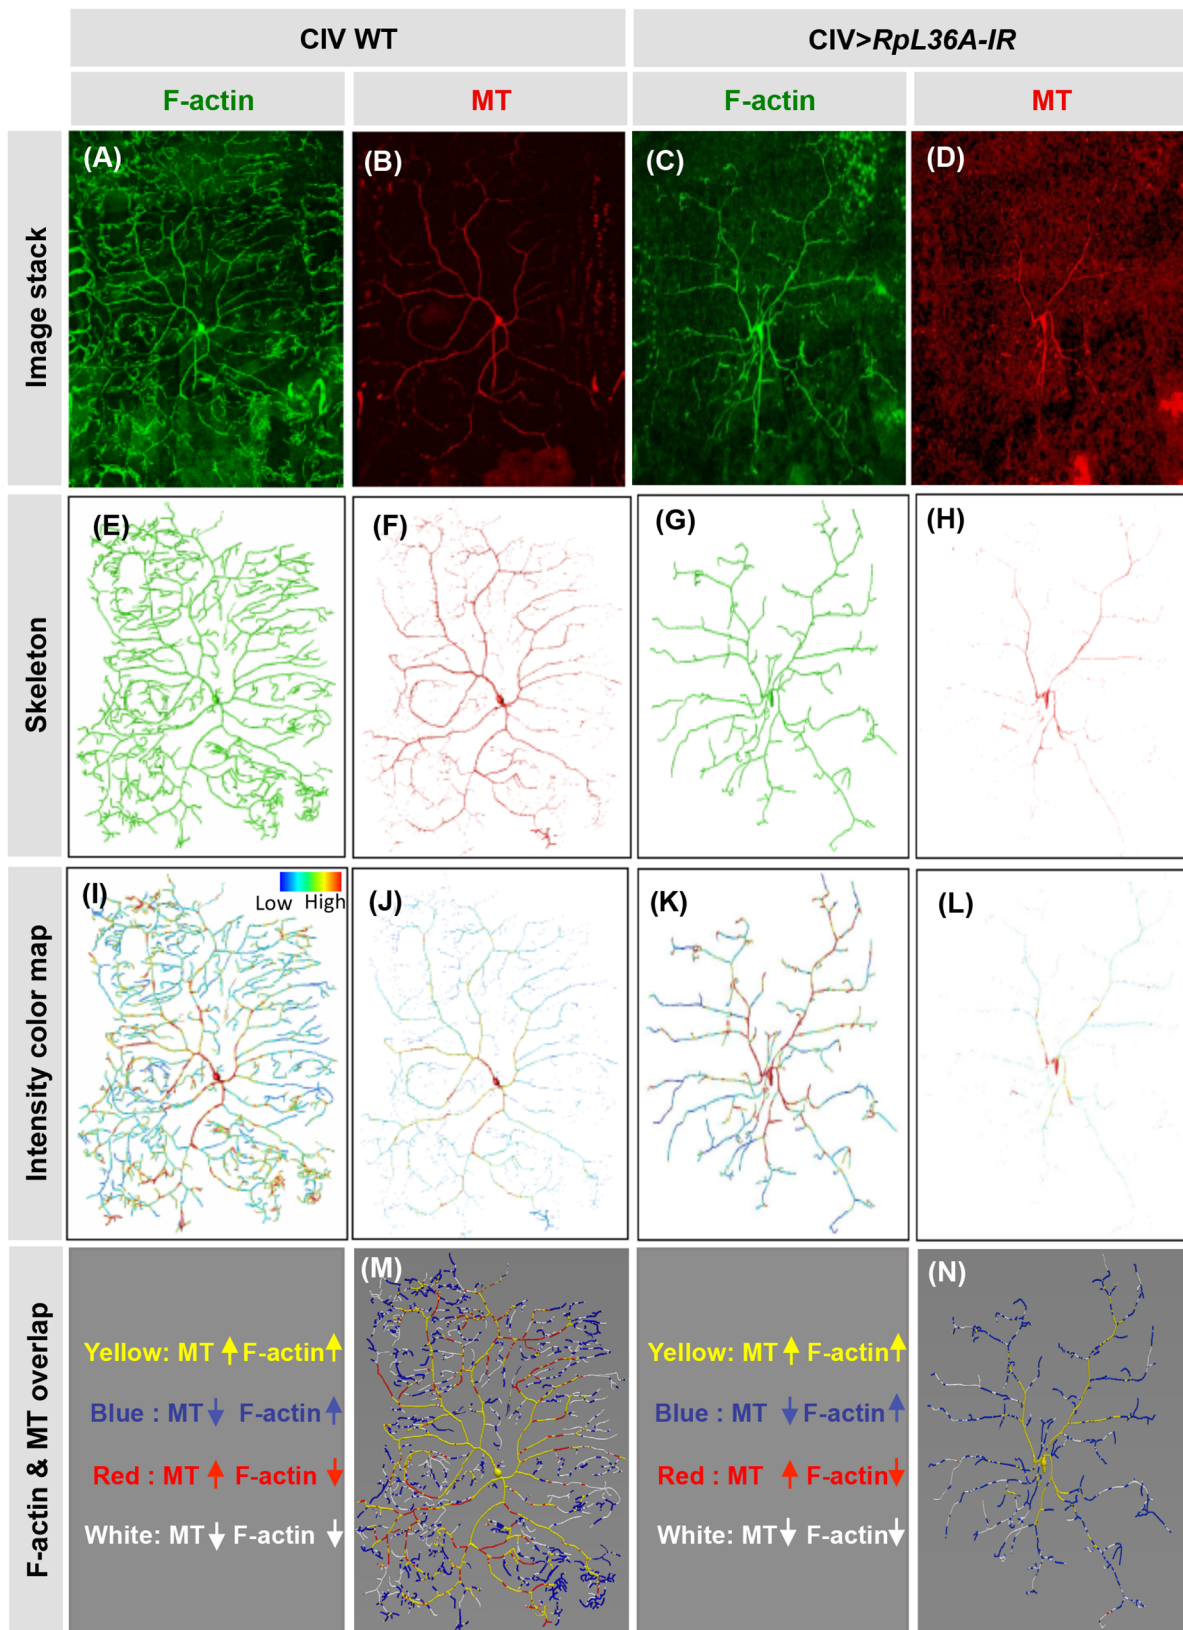 CIV WT
CIV>RpL36A-IR
F-actin
MT
F-actin
MT
Image stack
(A)
(B)
(C)
(D)
Skeleton
(E)
(F)
(G)
(H)
Intensity color map
(I)
Low High
(J)
(K)
(L)
F-actin & MT overlap
Yellow: MT ↑ F-actin ↑
Blue : MT ↓ F-actin ↑
Red : MT ↑ F-actin ↓
White: MT ↓ F-actin ↓
(M)
Yellow: MT ↑ F-actin ↑
Blue : MT ↓ F-actin ↑
Red : MT ↑ F-actin ↓
White: MT ↓ F-actin ↓
(N)